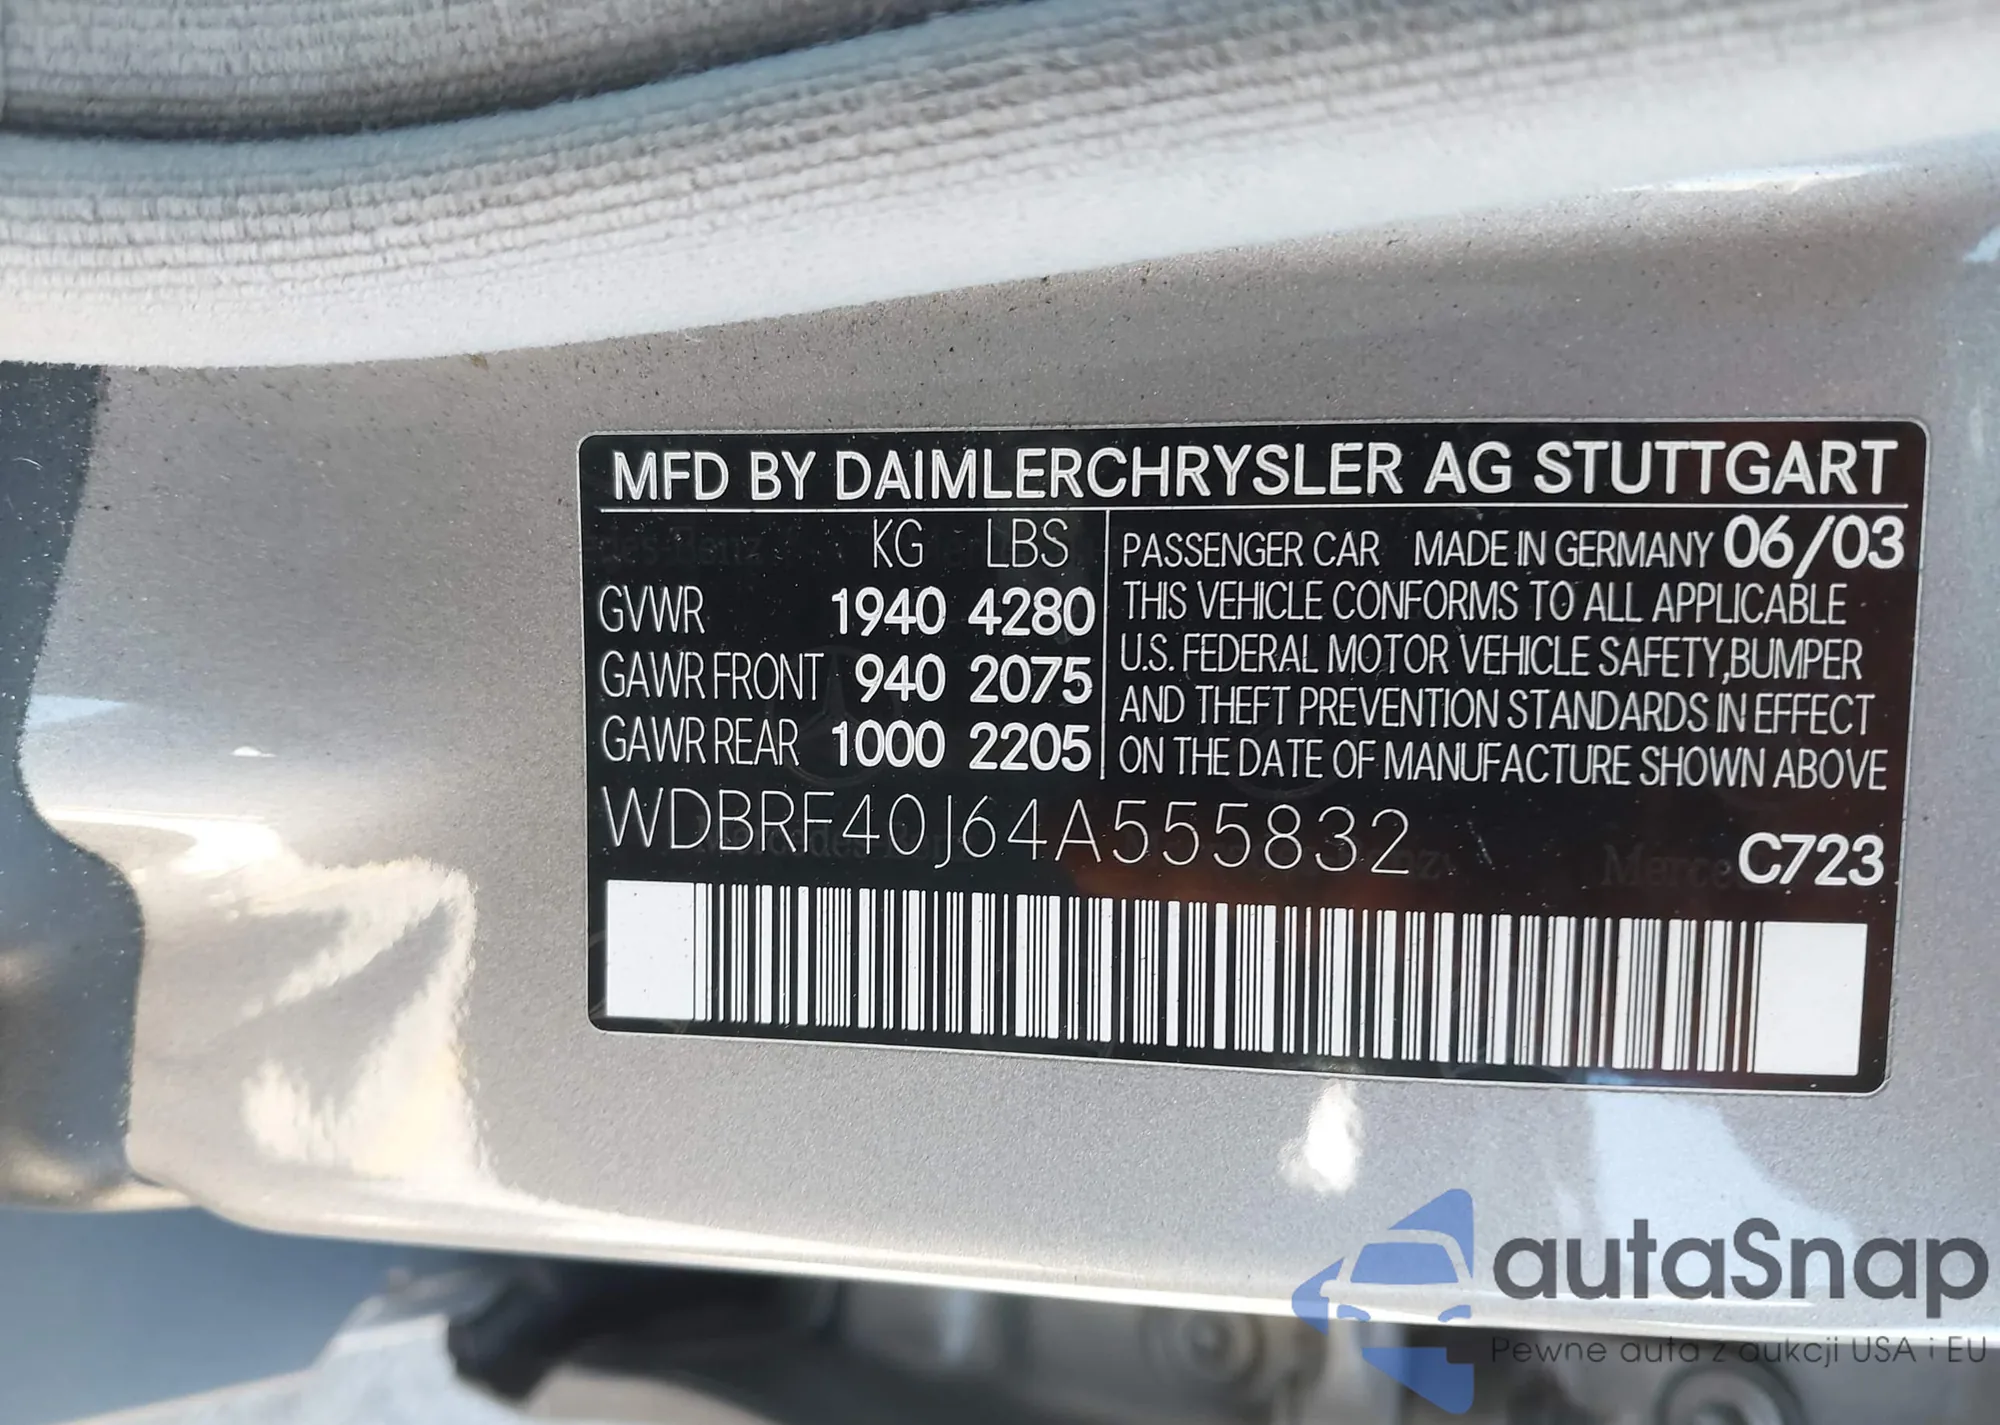 MFD BY DAIMLERCHRYSLER AG STUTTGART
KG LBS
GVWR 1940 4280
GAWR FRONT 940 2075
GAWR REAR 1000 2205
PASSENGER CAR MADE IN GERMANY 06/03
THIS VEHICLE CONFORMS TO ALL APPLICABLE
U.S. FEDERAL MOTOR VEHICLE SAFETY,BUMPER
AND THEFT PREVENTION STANDARDS IN EFFECT
ON THE DATE OF MANUFACTURE SHOWN ABOVE
WDBRF40J64A555832
C723
autaSnap
Pewne auta z aukcji USA i EU